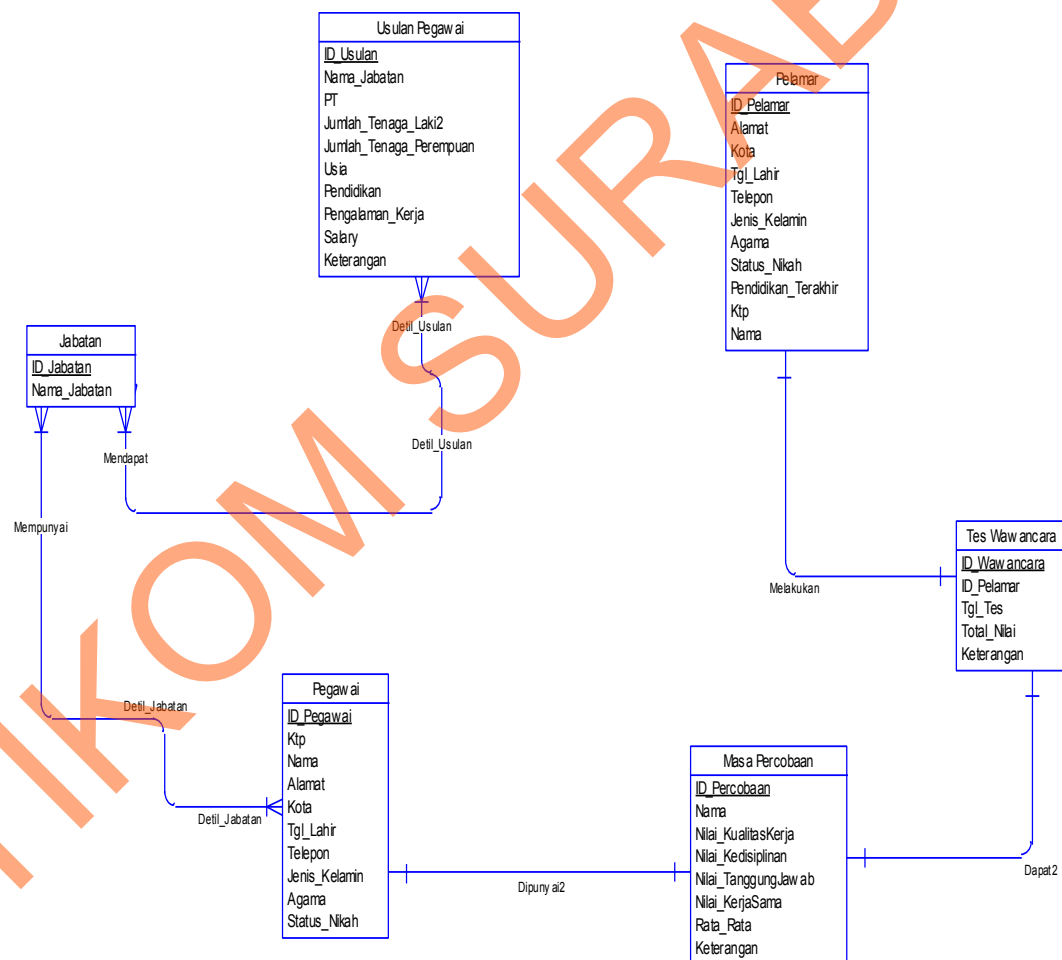 Usulan Pegawai
ID_Usulan
Nama_Jabatan
PT
Jumlah_Tenaga_Laki2
Jumlah_Tenaga_Perempuan
Usia
Pendidikan
Pengalaman_Kerja
Salary
Keterangan
Pelamar
ID_Pelamar
Alamat
Kota
Tgl_Lahir
Telepon
Jenis_Kelamin
Agama
Status_Nikah
Pendidikan_Terakhir
Ktp
Nama
Detil_Usulan
Jabatan
ID_Jabatan
Nama_Jabatan
Detil_Usulan
Mendapat
Mempunyai
Tes Wawancara
ID_Wawancara
ID_Pelamar
Tgl_Tes
Total_Nilai
Keterangan
Melakukan
Detil_Jabatan
Pegawai
ID_Pegawai
Ktp
Nama
Alamat
Kota
Tgl_Lahir
Telepon
Jenis_Kelamin
Agama
Status_Nikah
Detil_Jabatan
Masa Percobaan
ID_Percobaan
Nama
Nilai_KualitasKerja
Nilai_Kedisiplinan
Nilai_TanggungJawab
Nilai_KerjaSama
Rata_Rata
Keterangan
Dipunyai2
Dapat2
IKOM SURAB